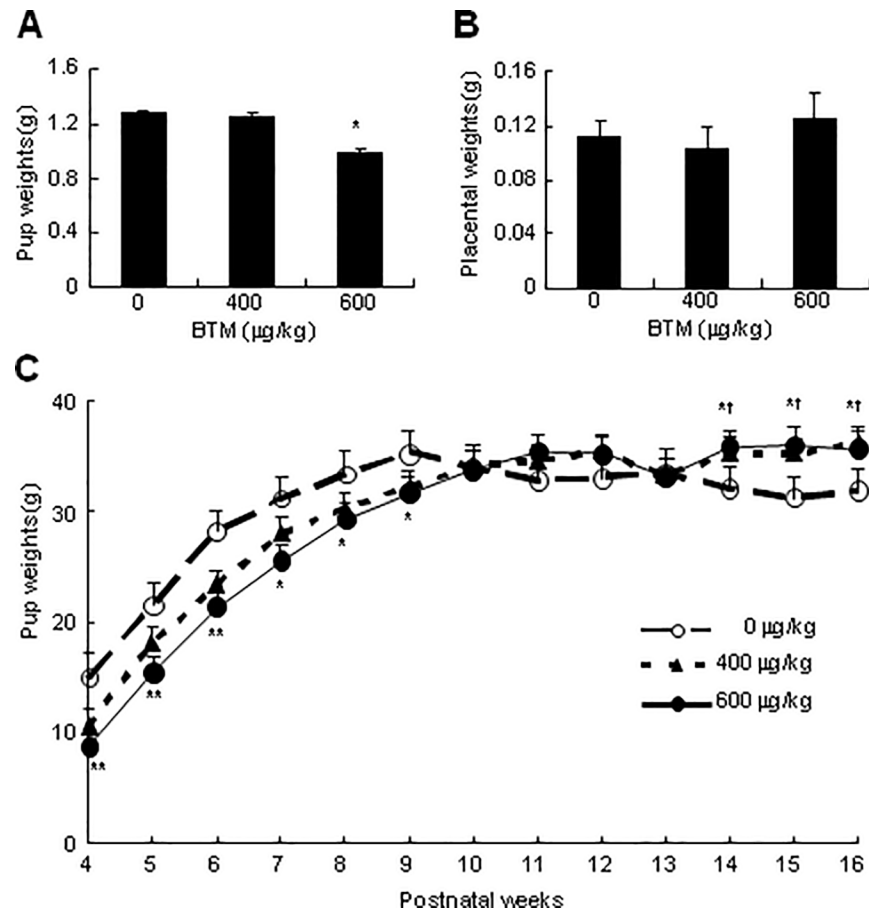 A
Pup weights(g)
1.6
1.2
0.8
0.4
0
*
0 400 600
BTM (µg/kg)
B
Placental weights(g)
0.16
0.12
0.08
0.04
0
0 400 600
BTM (µg/kg)
C
Pup weights(g)
40
30
20
10
0
** ** ** * * * *† *† *†
0 µg/kg
400 µg/kg
600 µg/kg
4 5 6 7 8 9 10 11 12 13 14 15 16
Postnatal weeks